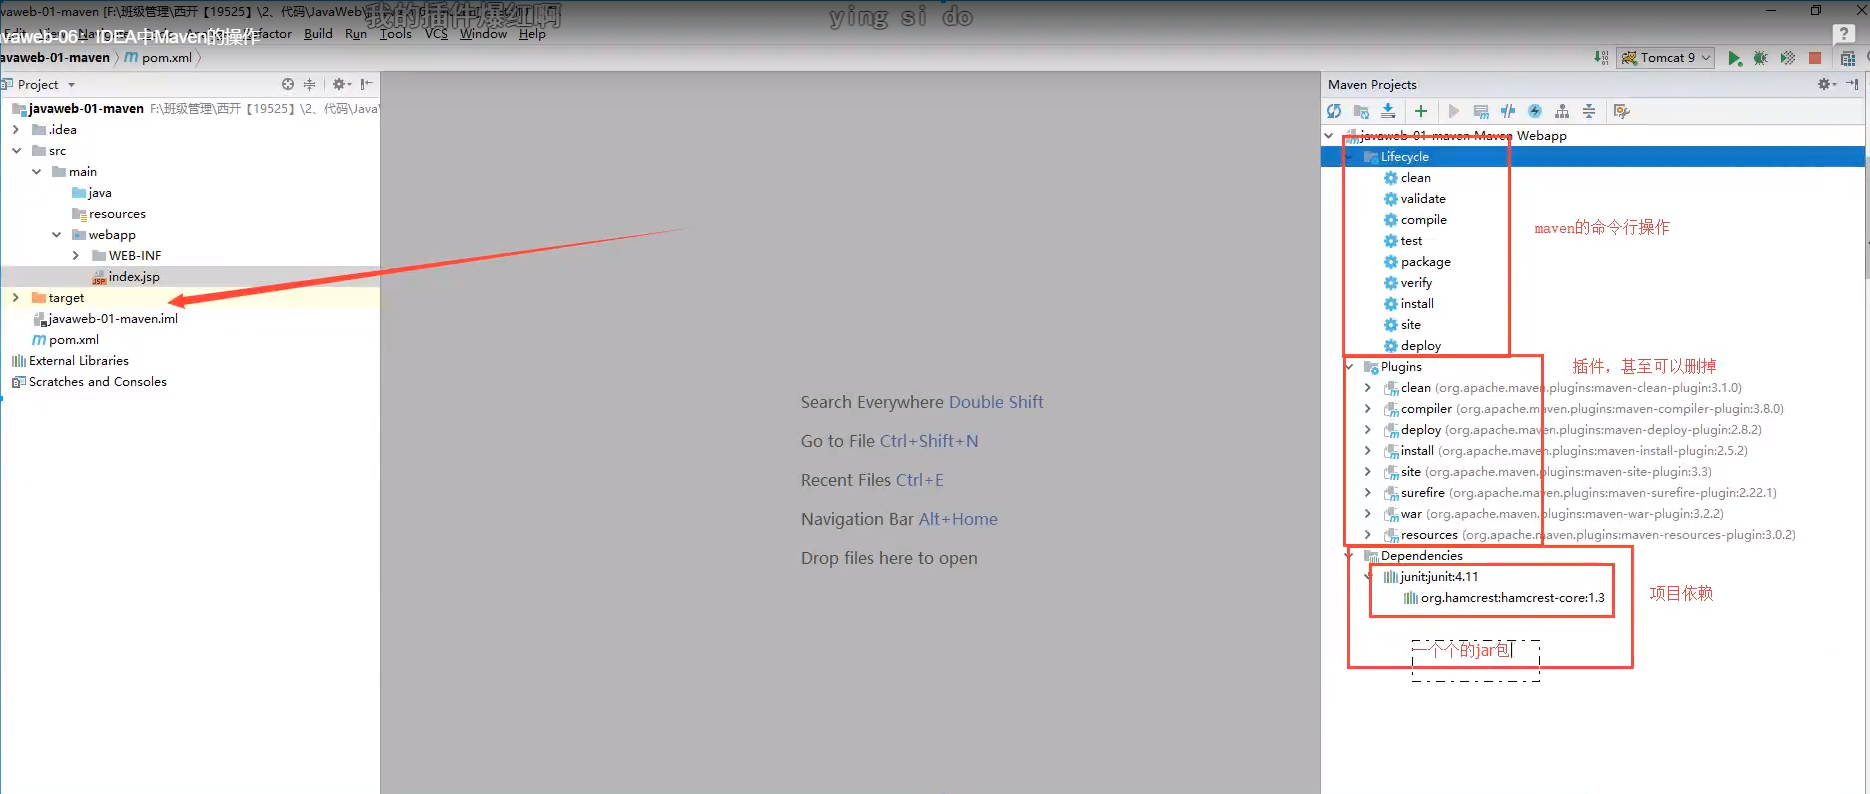 vaweb-01-maven [F:\班级管理\西开【19525】\2、代码\JavaWeb\
我的插件爆红啊
ying si do
avaweb-06：IDEA中Maven的操作
Build Run Tools VCS Window Help
avaweb-01-maven pom.xml
Tomcat 9
Project
javaweb-01-maven F:\班级管理\西开【19525】\2、代码\JavaW
.idea
src
main
java
resources
webapp
WEB-INF
index.jsp
target
javaweb-01-maven.iml
pom.xml
External Libraries
Scratches and Consoles
Search Everywhere Double Shift
Go to File Ctrl+Shift+N
Recent Files Ctrl+E
Navigation Bar Alt+Home
Drop files here to open
Maven Projects
javaweb-01-maven Maven Webapp
Lifecycle
clean
validate
compile
test
package
verify
install
site
deploy
maven的命令行操作
Plugins
插件，甚至可以删掉
clean (org.apache.maven.plugins:maven-clean-plugin:3.1.0)
compiler (org.apache.maven.plugins:maven-compiler-plugin:3.8.0)
deploy (org.apache.maven.plugins:maven-deploy-plugin:2.8.2)
install (org.apache.maven.plugins:maven-install-plugin:2.5.2)
site (org.apache.maven.plugins:maven-site-plugin:3.3)
surefire (org.apache.maven.plugins:maven-surefire-plugin:2.22.1)
war (org.apache.maven.plugins:maven-war-plugin:3.2.2)
resources (org.apache.maven.plugins:maven-resources-plugin:3.0.2)
Dependencies
junit:junit:4.11
org.hamcrest:hamcrest-core:1.3
项目依赖
一个个的jar包